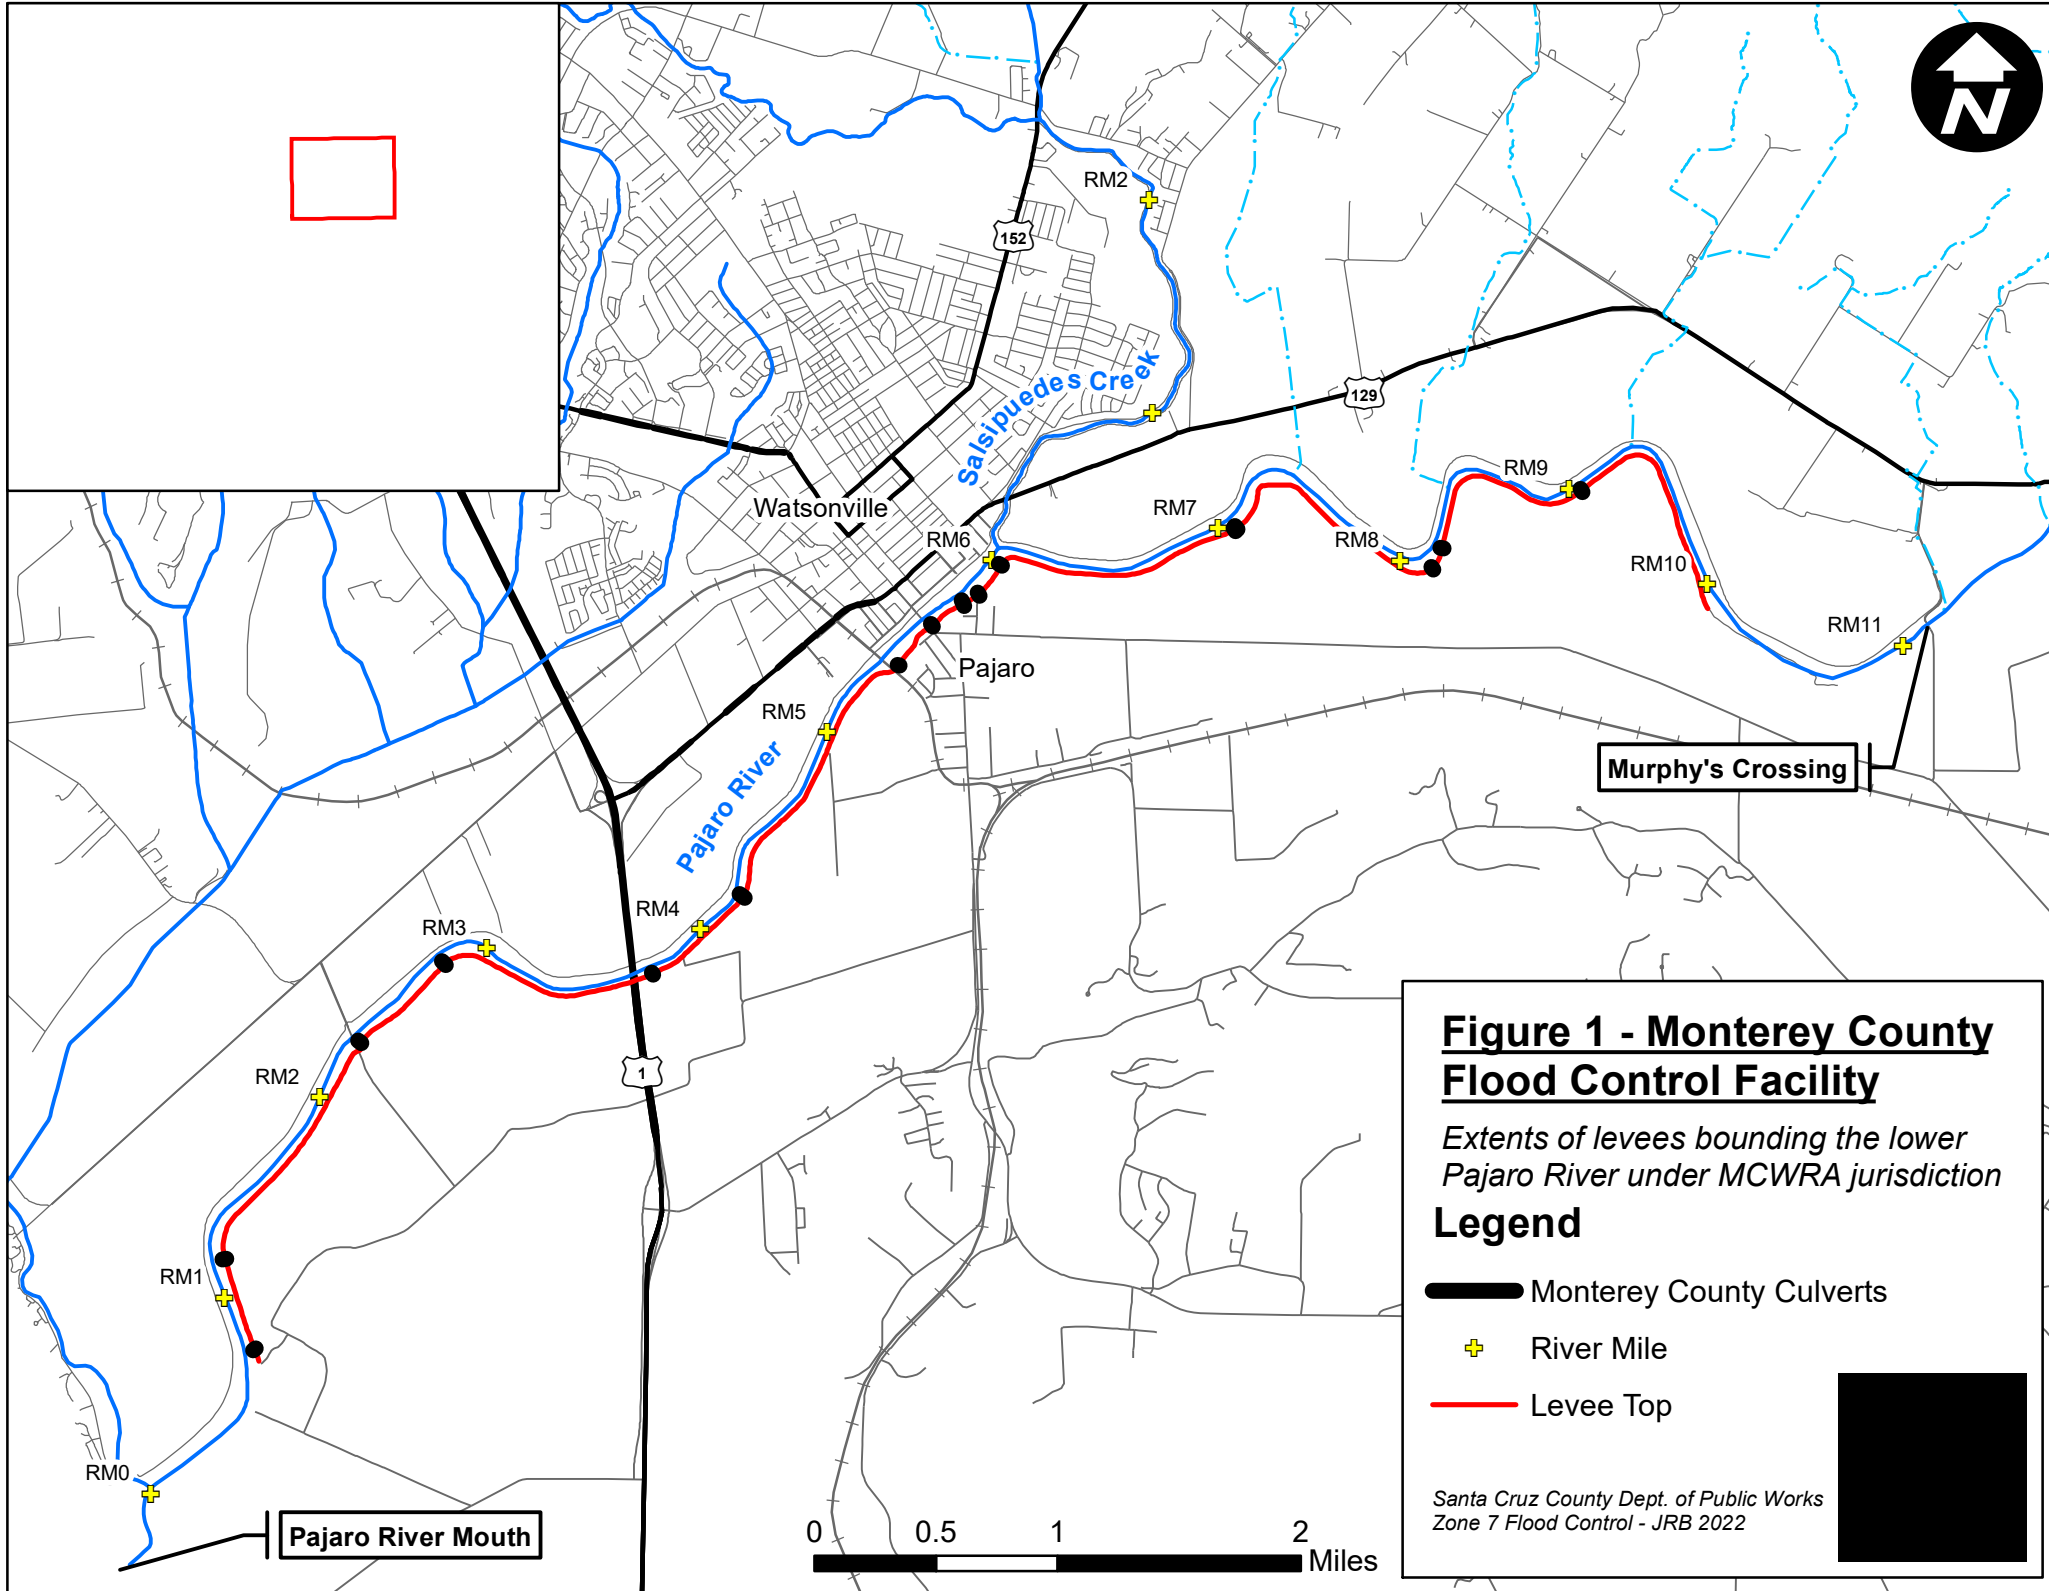 N
RM2
152
Salsipuedes Creek
129
Watsonville
RM9
RM7
RM6
RM8
RM10
RM11
Pajaro
RM5
Pajaro River
Murphy's Crossing
RM4
RM3
1
RM2
RM1
RM0
Pajaro River Mouth
0 0.5 1 2
Miles
Figure 1 - Monterey County
Flood Control Facility
Extents of levees bounding the lower
Pajaro River under MCWRA jurisdiction
Legend
Monterey County Culverts
River Mile
Levee Top
Santa Cruz County Dept. of Public Works
Zone 7 Flood Control - JRB 2022